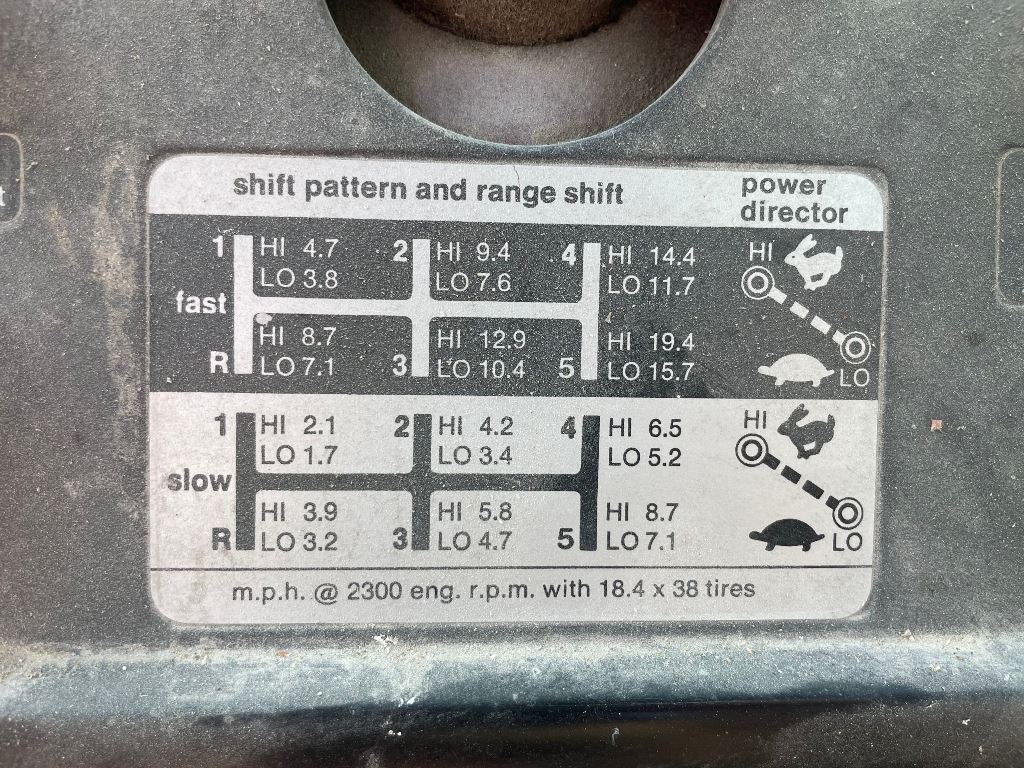 shift pattern and range shift
power
director
1 HI 4.7 2 HI 9.4 4 HI 14.4 HI
LO 3.8 LO 7.6 LO 11.7
fast
HI 8.7 HI 12.9 HI 19.4
R LO 7.1 3 LO 10.4 5 LO 15.7 LO
1 HI 2.1 2 HI 4.2 4 HI 6.5 HI
LO 1.7 LO 3.4 LO 5.2
slow
HI 3.9 HI 5.8 HI 8.7
R LO 3.2 3 LO 4.7 5 LO 7.1 LO
m.p.h. @ 2300 eng. r.p.m. with 18.4 x 38 tires